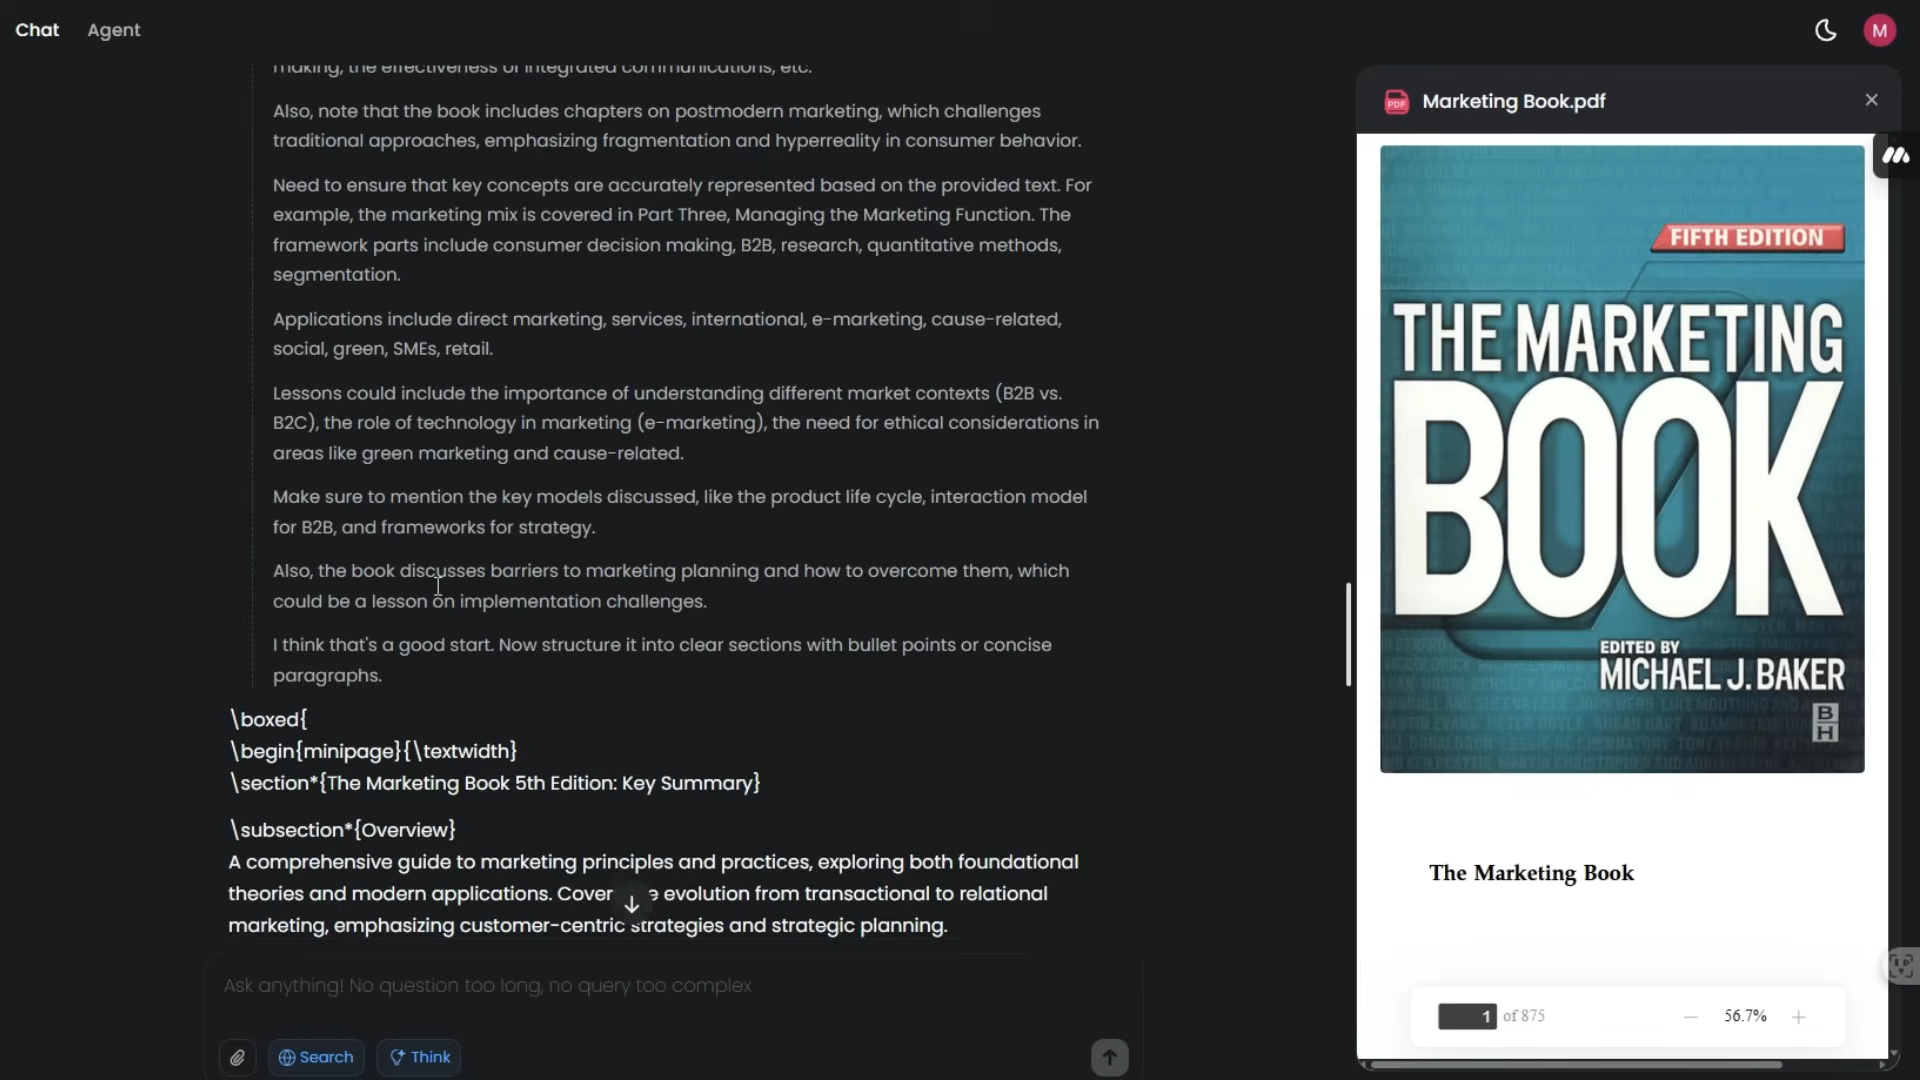 Chat
Agent
M
making, the effectiveness of integrated communications, etc.
Also, note that the book includes chapters on postmodern marketing, which challenges
traditional approaches, emphasizing fragmentation and hyperreality in consumer behavior.
Need to ensure that key concepts are accurately represented based on the provided text. For
example, the marketing mix is covered in Part Three, Managing the Marketing Function. The
framework parts include consumer decision making, B2B, research, quantitative methods,
segmentation.
Applications include direct marketing, services, international, e-marketing, cause-related,
social, green, SMEs, retail.
Lessons could include the importance of understanding different market contexts (B2B vs.
B2C), the role of technology in marketing (e-marketing), the need for ethical considerations in
areas like green marketing and cause-related.
Make sure to mention the key models discussed, like the product life cycle, interaction model
for B2B, and frameworks for strategy.
Also, the book discusses barriers to marketing planning and how to overcome them, which
could be a lesson on implementation challenges.
I think that's a good start. Now structure it into clear sections with bullet points or concise
paragraphs.
\boxed{
\begin{minipage}{\textwidth}
\section*{The Marketing Book 5th Edition: Key Summary}
\subsection*{Overview}
A comprehensive guide to marketing principles and practices, exploring both foundational
theories and modern applications. Cover e evolution from transactional to relational
marketing, emphasizing customer-centric strategies and strategic planning.
Ask anything! No question too long, no query too complex
Search
Think
PDF
Marketing Book.pdf
FIFTH EDITION
THE MARKETING
BOOK
EDITED BY
MICHAEL J. BAKER
B
H
The Marketing Book
1 of 875
56.7%